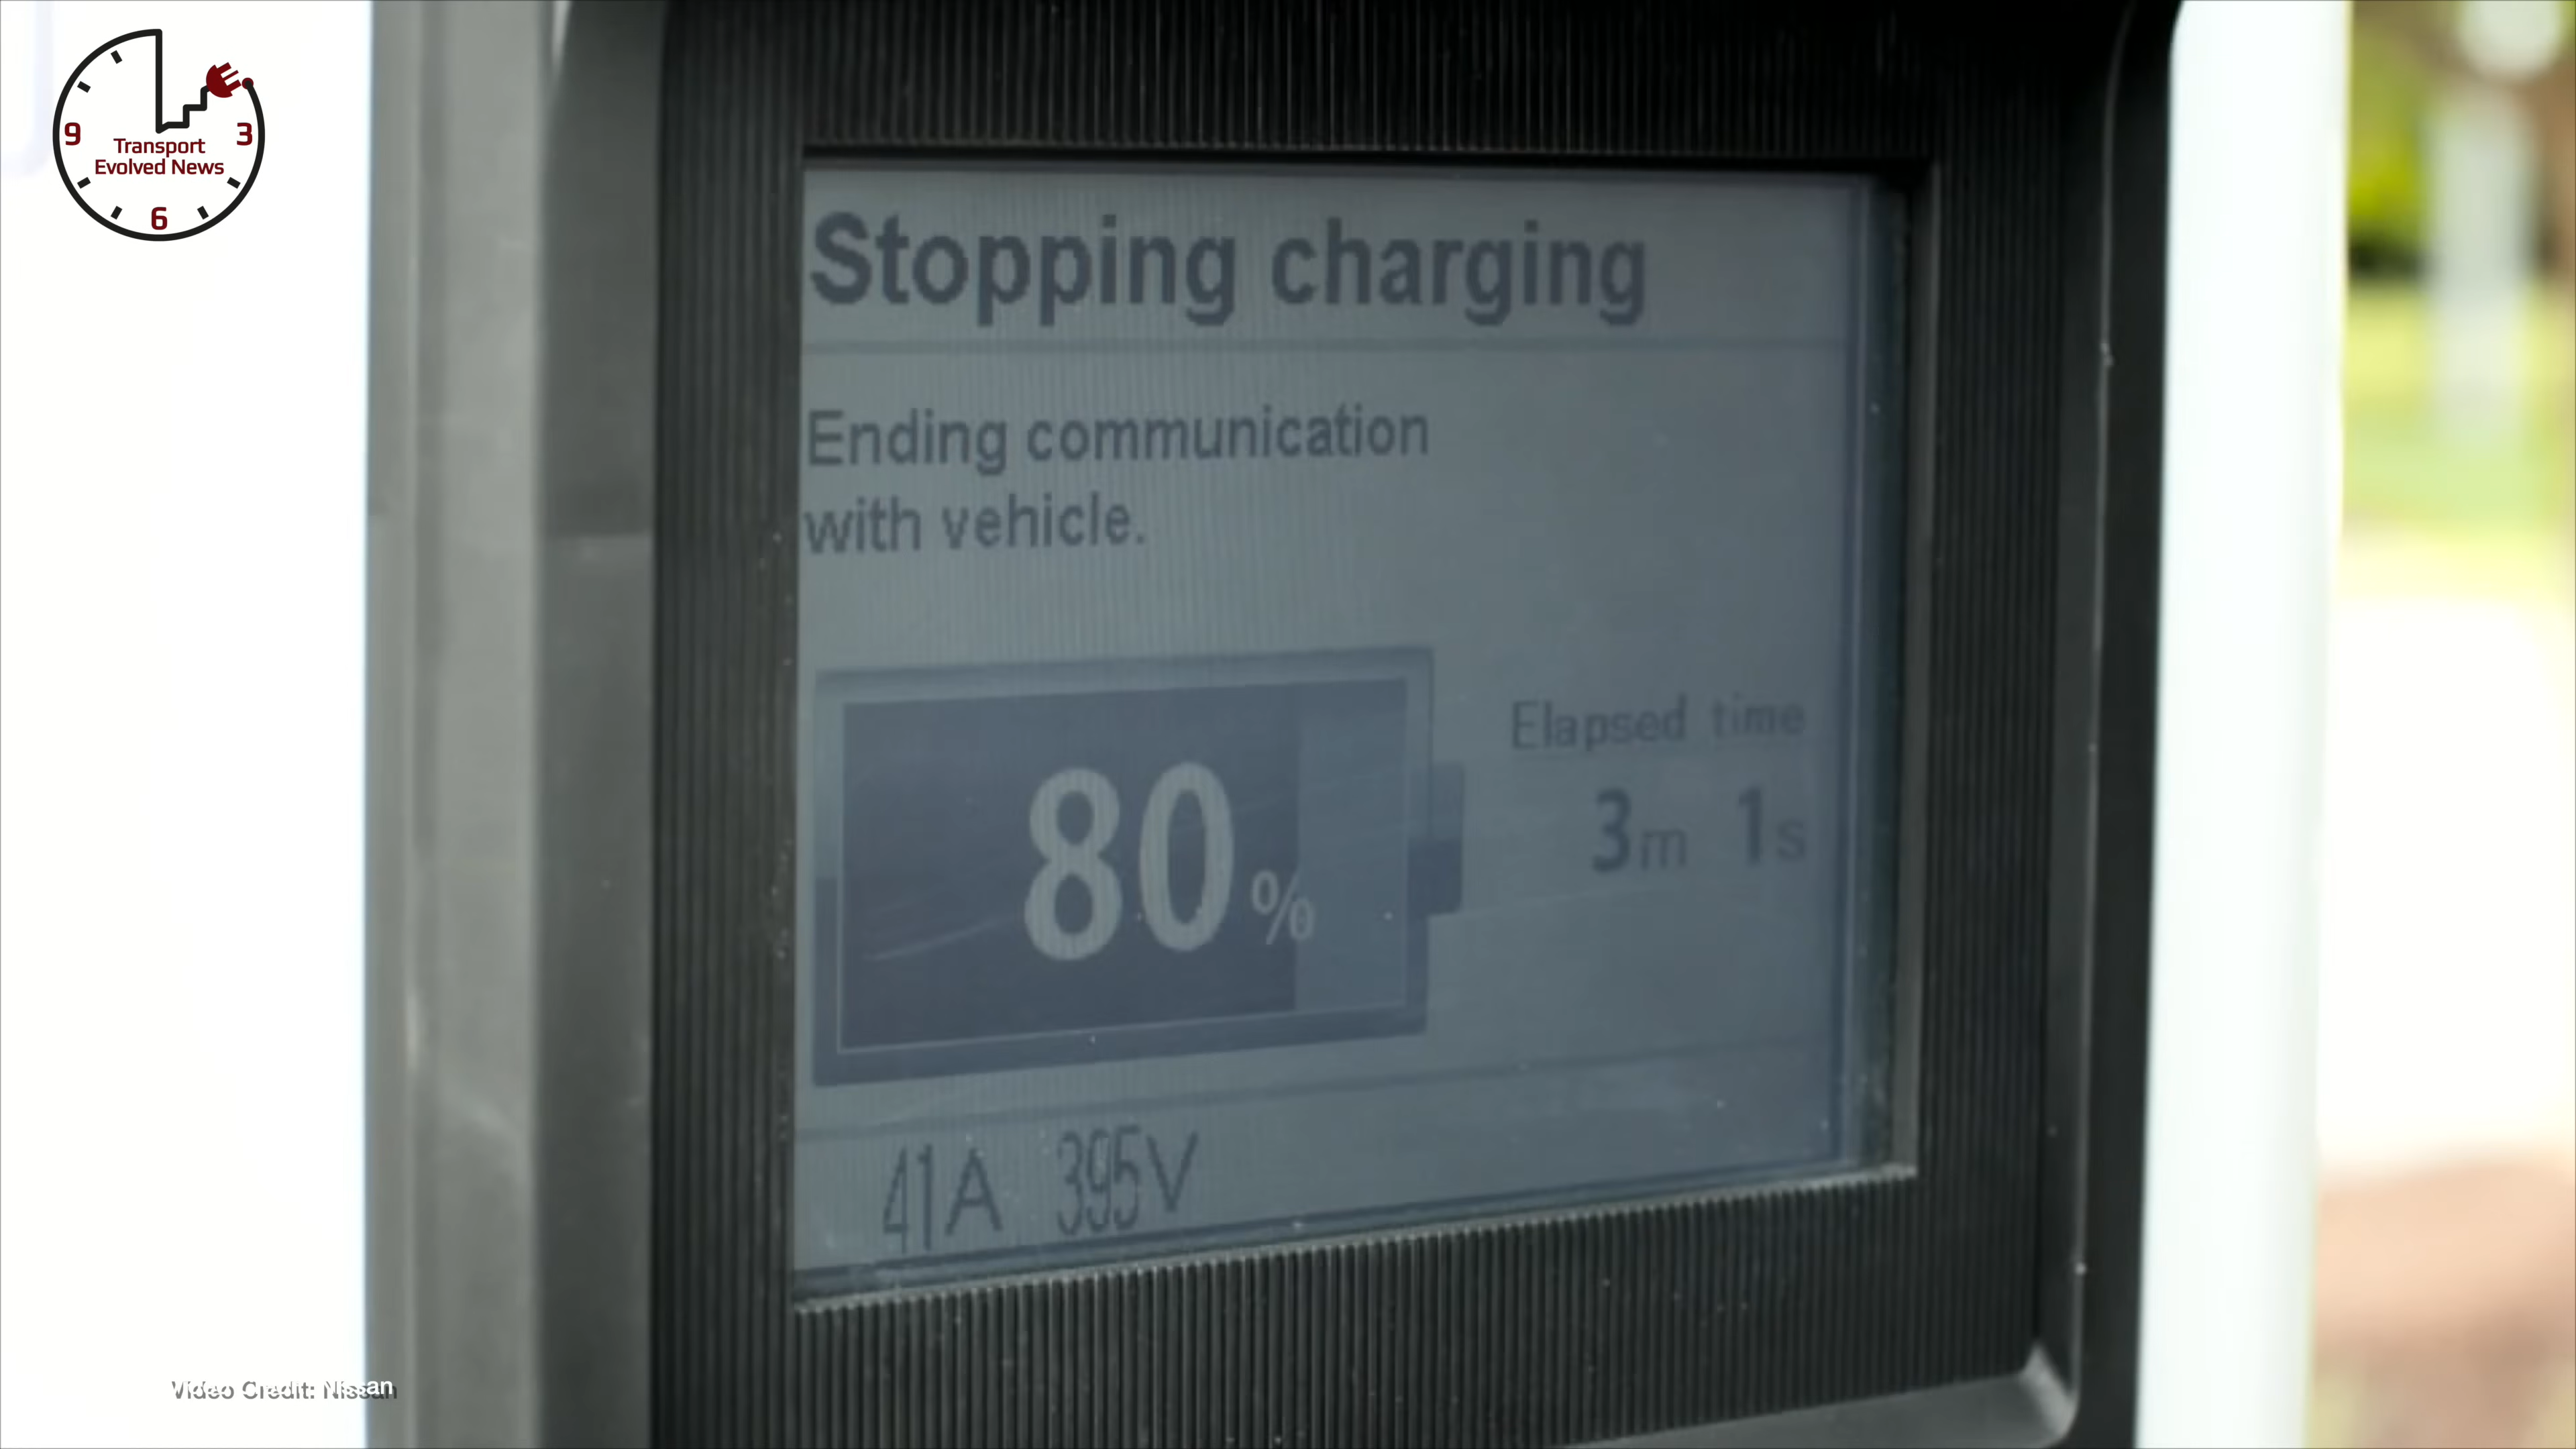 9
3
Transport
Evolved News
6
Stopping charging
Ending communication
with vehicle.
80%
Elapsed time
3m 1s
41A 395V
Video Credit: Nissan